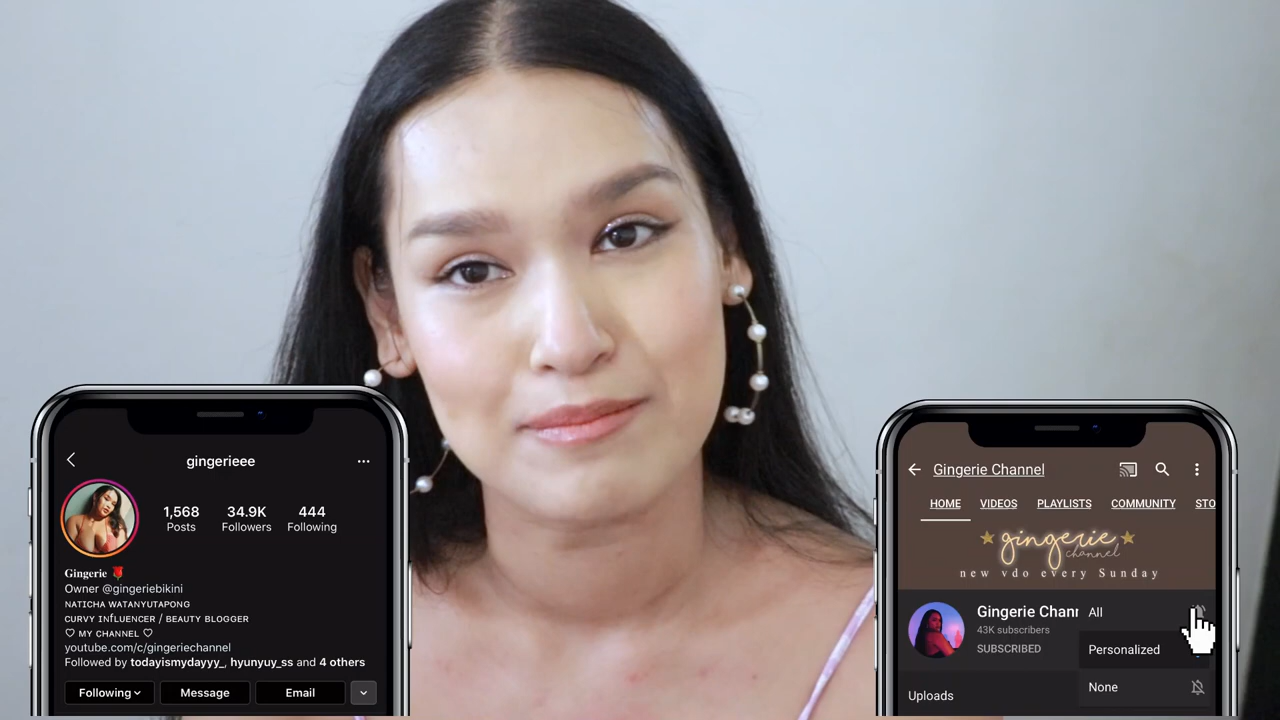 gingerieee
1,568
34.9K
444
Posts
Followers
Following
Gingerie 🌹
Owner @gingeriebikini
NATICHA WATANYUTAPONG
CURVY INfLUENCER / BEAUTY BLOGGER
♡ MY CHANNEL ♡
youtube.com/c/gingeriechannel
Followed by todayismydayyy_, hyunyuy_ss and 4 others
Following
Message
Email
Gingerie Channel
HOME
VIDEOS
PLAYLISTS
COMMUNITY
STO
gingerie
channel
new vdo every Sunday
Gingerie Chanr
43K subscribers
SUBSCRIBED
All
Personalized
None
Uploads